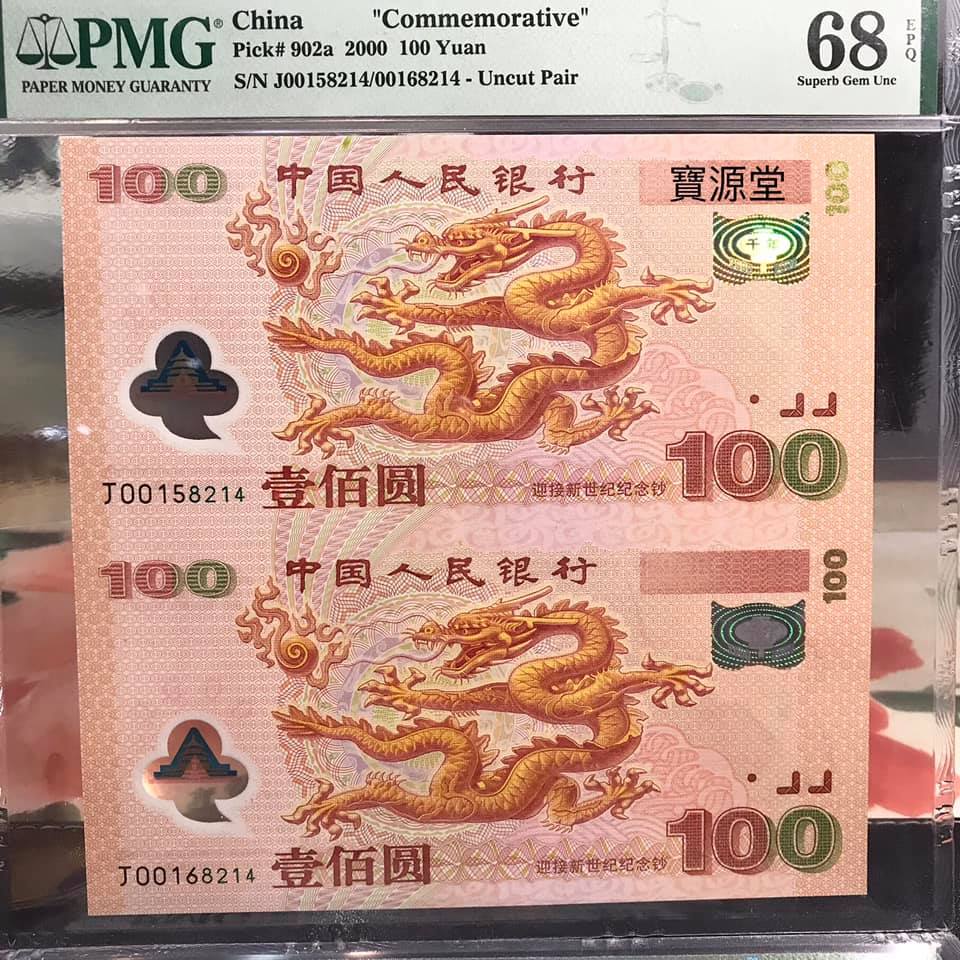 PMG®
PAPER MONEY GUARANTY
China "Commemorative"
Pick# 902a 2000 100 Yuan
S/N J00158214/00168214 - Uncut Pair
68
EPQ
Superb Gem Unc
100 中国人民银行 寶源堂 100
千年
J00158214 壹佰圆 迎接新世纪纪念钞 100
100 中国人民银行 100
J00168214 壹佰圆 迎接新世纪纪念钞 100